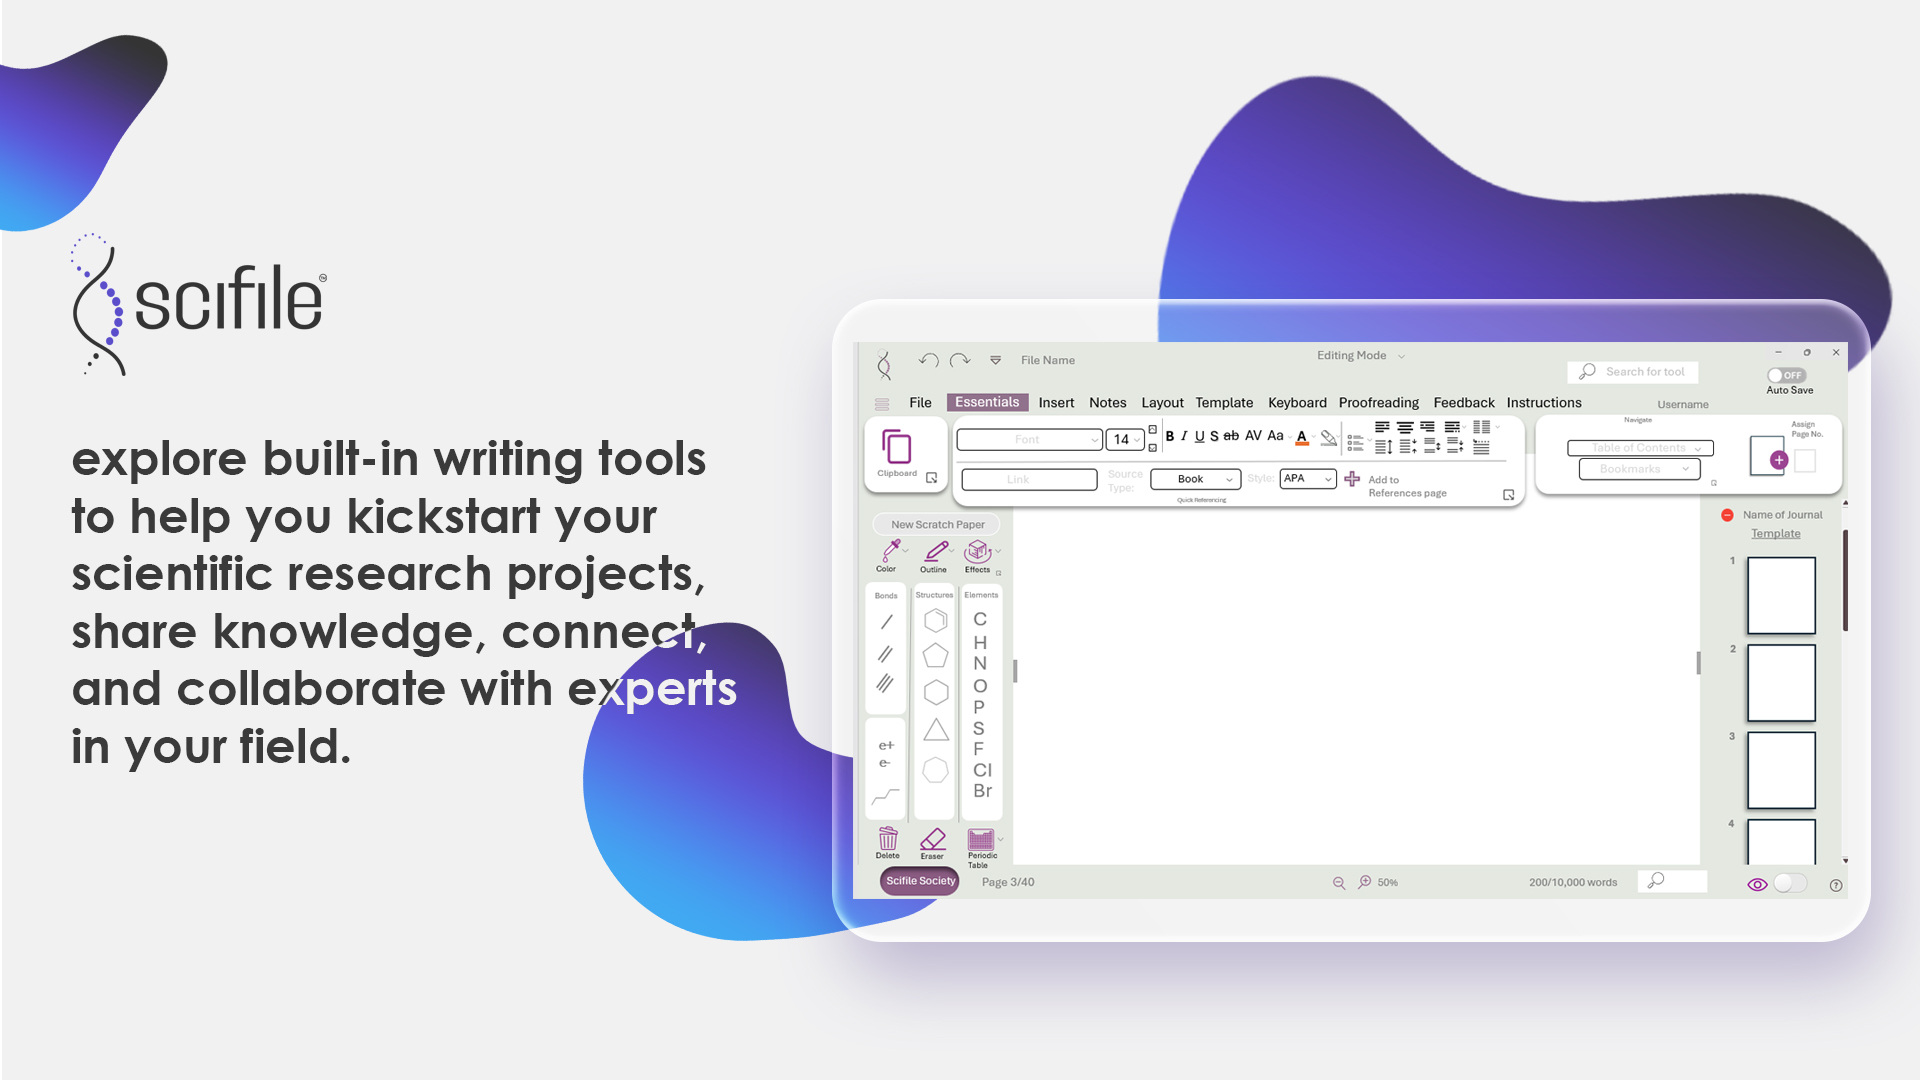 scifile
TM
explore built-in writing tools
to help you kickstart your
scientific research projects,
share knowledge, connect,
and collaborate with experts
in your field.
File Name
Editing Mode
Search for tool
OFF
Auto Save
File Essentials Insert Notes Layout Template Keyboard Proofreading Feedback Instructions
Username
Clipboard
Font 14 B I U S ab AV Aa A
Link Source Type: Book Style: APA Add to References page
Quick Referencing
Navigate
Table of Contents
Bookmarks
Assign
Page No.
New Scratch Paper
Color Outline Effects
Bonds Structures Elements
C
H
N
O
P
S
F
Cl
Br
e+
e-
Delete Eraser Periodic Table
Name of Journal
Template
1
2
3
4
Scifile Society Page 3/40 50% 200/10,000 words ?